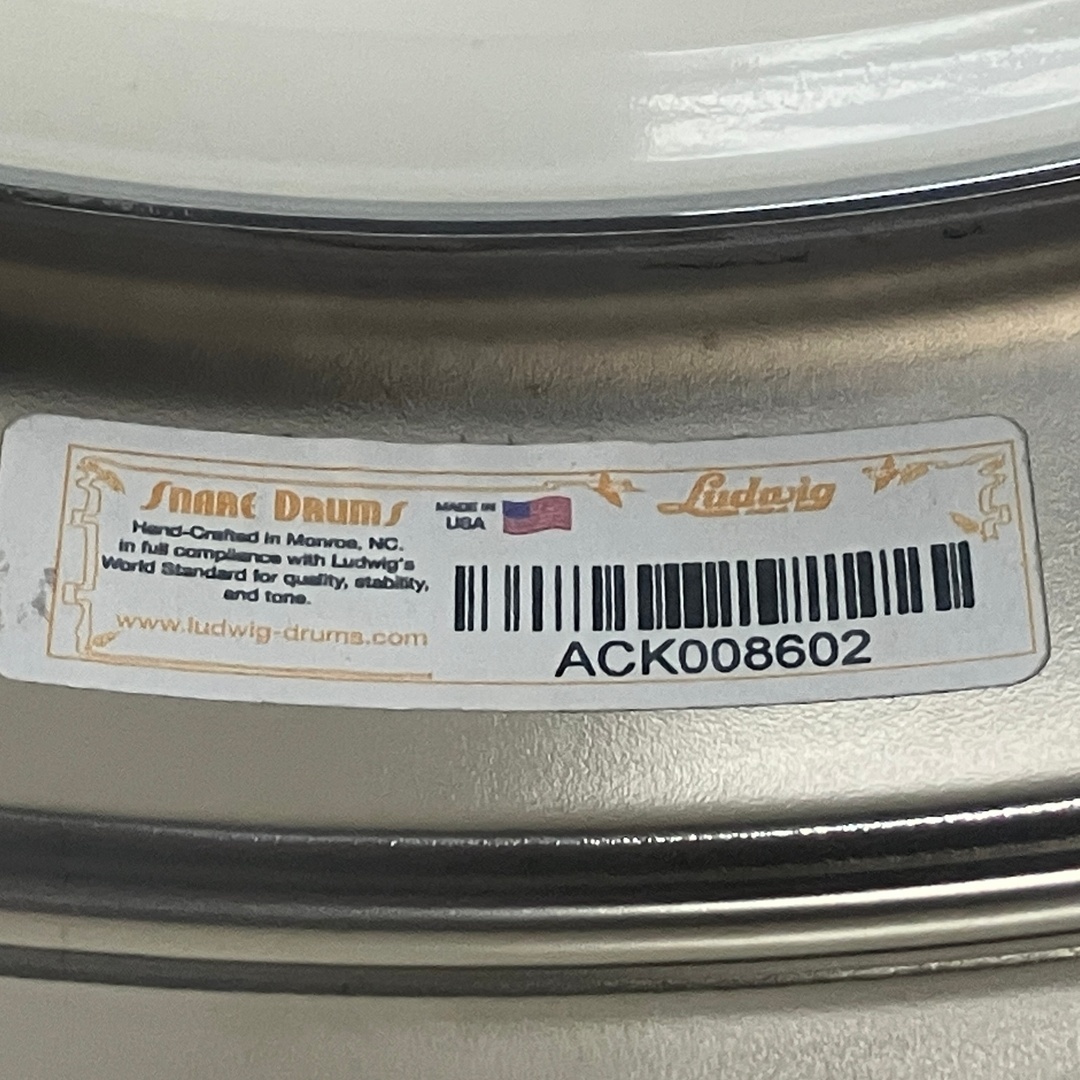 SNARE DRUMS
Hand-Crafted in Monroe, NC.
in full compliance with Ludwig's
World Standard for quality, stability,
and tone.
www.ludwig-drums.com
MADE IN
USA
Ludwig
ACK008602